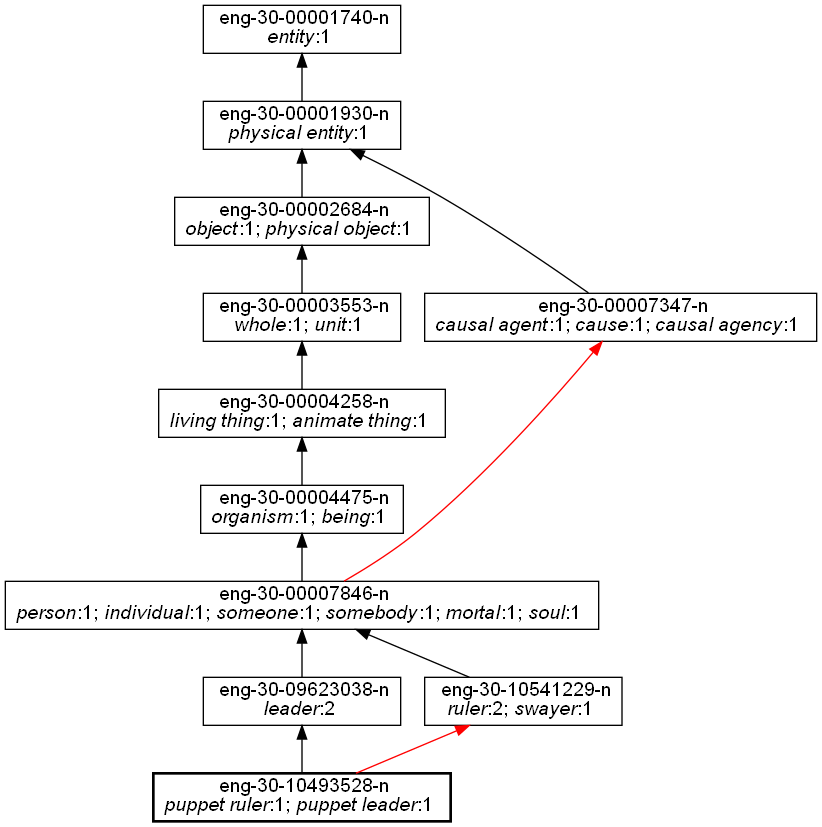 eng-30-00001740-n
entity:1
eng-30-00001930-n
physical entity:1
eng-30-00002684-n
object:1; physical object:1
eng-30-00003553-n
whole:1; unit:1
eng-30-00007347-n
causal agent:1; cause:1; causal agency:1
eng-30-00004258-n
living thing:1; animate thing:1
eng-30-00004475-n
organism:1; being:1
eng-30-00007846-n
person:1; individual:1; someone:1; somebody:1; mortal:1; soul:1
eng-30-09623038-n
leader:2
eng-30-10541229-n
ruler:2; swayer:1
eng-30-10493528-n
puppet ruler:1; puppet leader:1